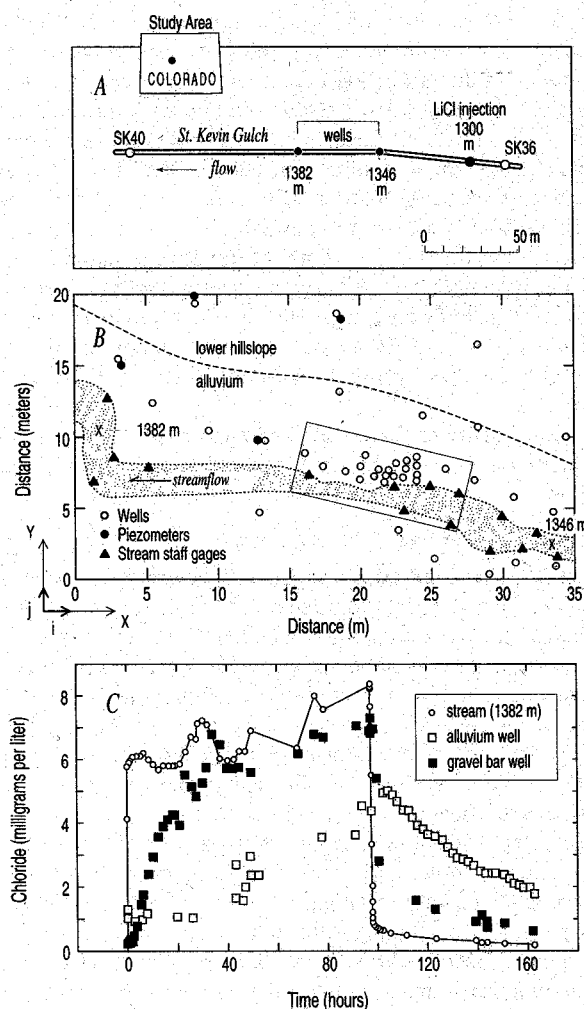 Study Area
COLORADO
A
LiCl injection
1300
m
SK40
St. Kevin Gulch
wells
SK36
flow
1382
m
1346
m
0 50 m
B
20
15
10
5
0
Distance (meters)
lower hillslope
alluvium
1382 m
X
streamflow
1346 m
X
Wells
Piezometers
Stream staff gages
Y
j
i
X
0 5 10 15 20 25 30 35
Distance (m)
C
8
6
4
2
0
Chloride (milligrams per liter)
stream (1382 m)
alluvium well
gravel bar well
0 40 80 120 160
Time (hours)